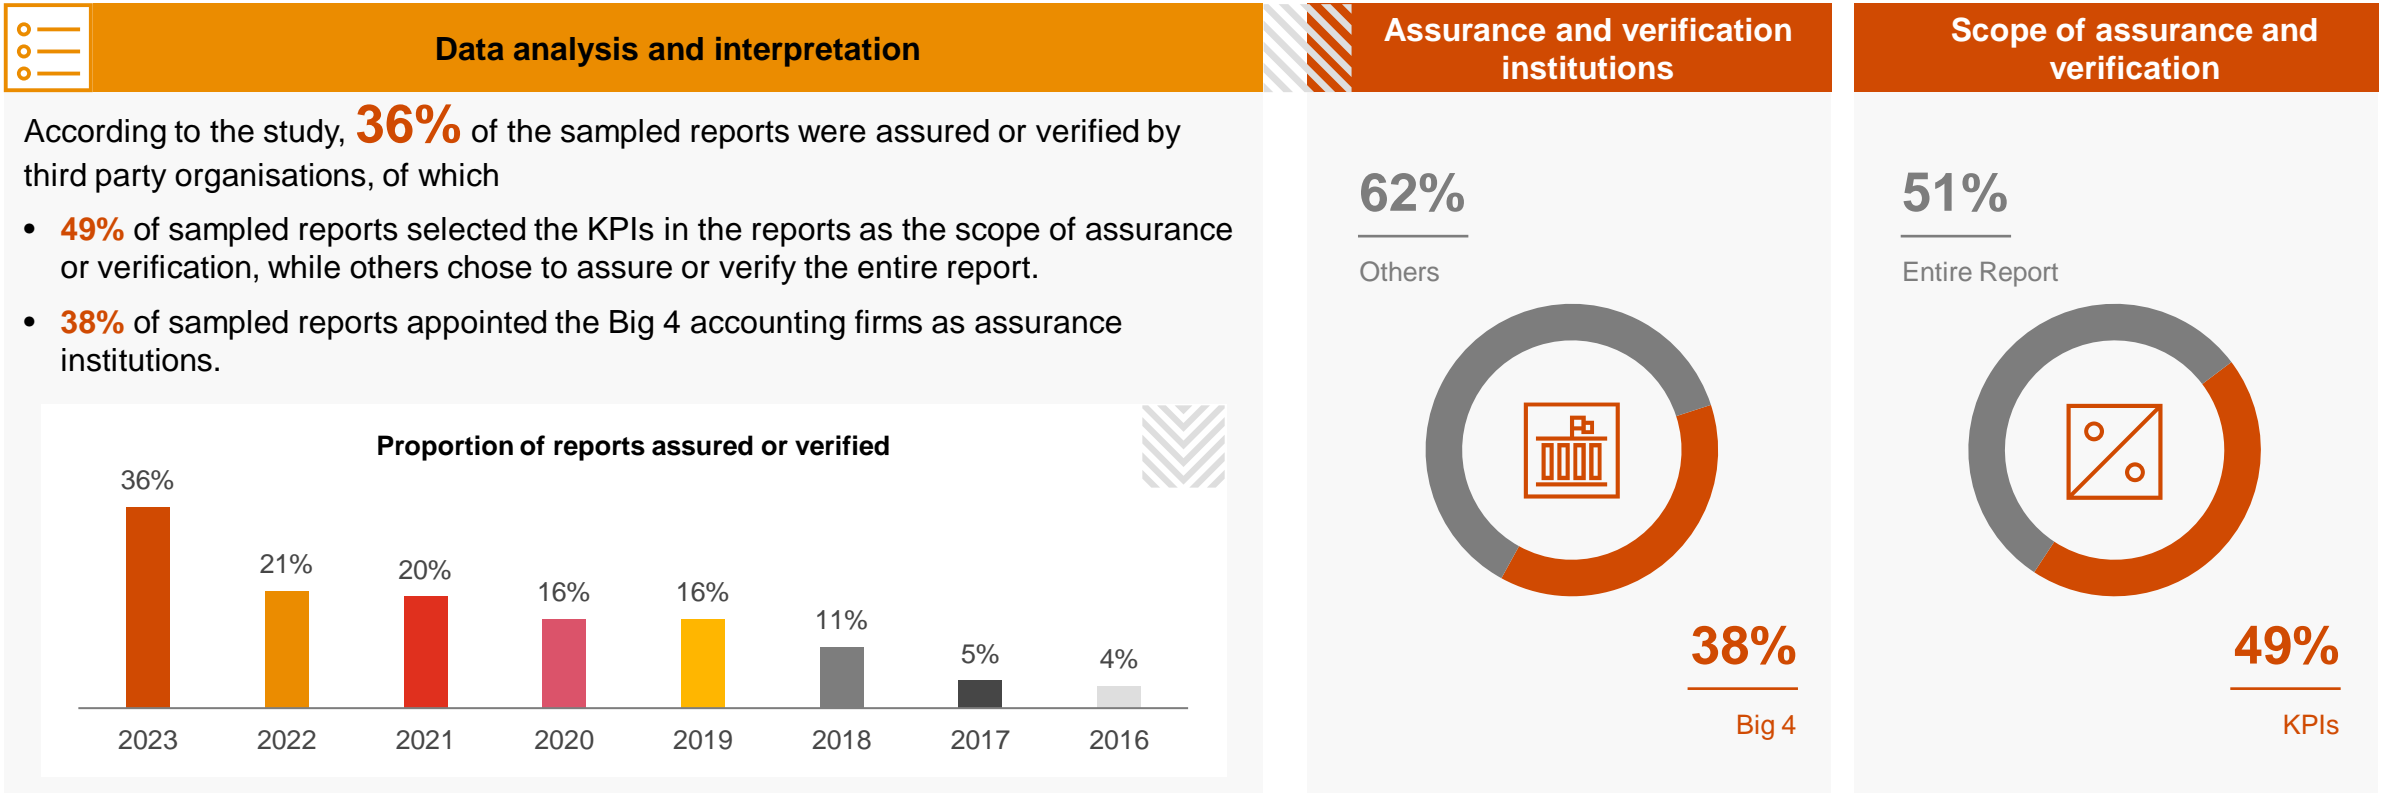 Data analysis and interpretation
According to the study, 36% of the sampled reports were assured or verified by
third party organisations, of which
• 49% of sampled reports selected the KPIs in the reports as the scope of assurance
or verification, while others chose to assure or verify the entire report.
• 38% of sampled reports appointed the Big 4 accounting firms as assurance
institutions.
Proportion of reports assured or verified
36%
21%
20%
16%
16%
11%
5%
4%
2023
2022
2021
2020
2019
2018
2017
2016
Assurance and verification
institutions
62%
Others
38%
Big 4
Scope of assurance and
verification
51%
Entire Report
49%
KPIs